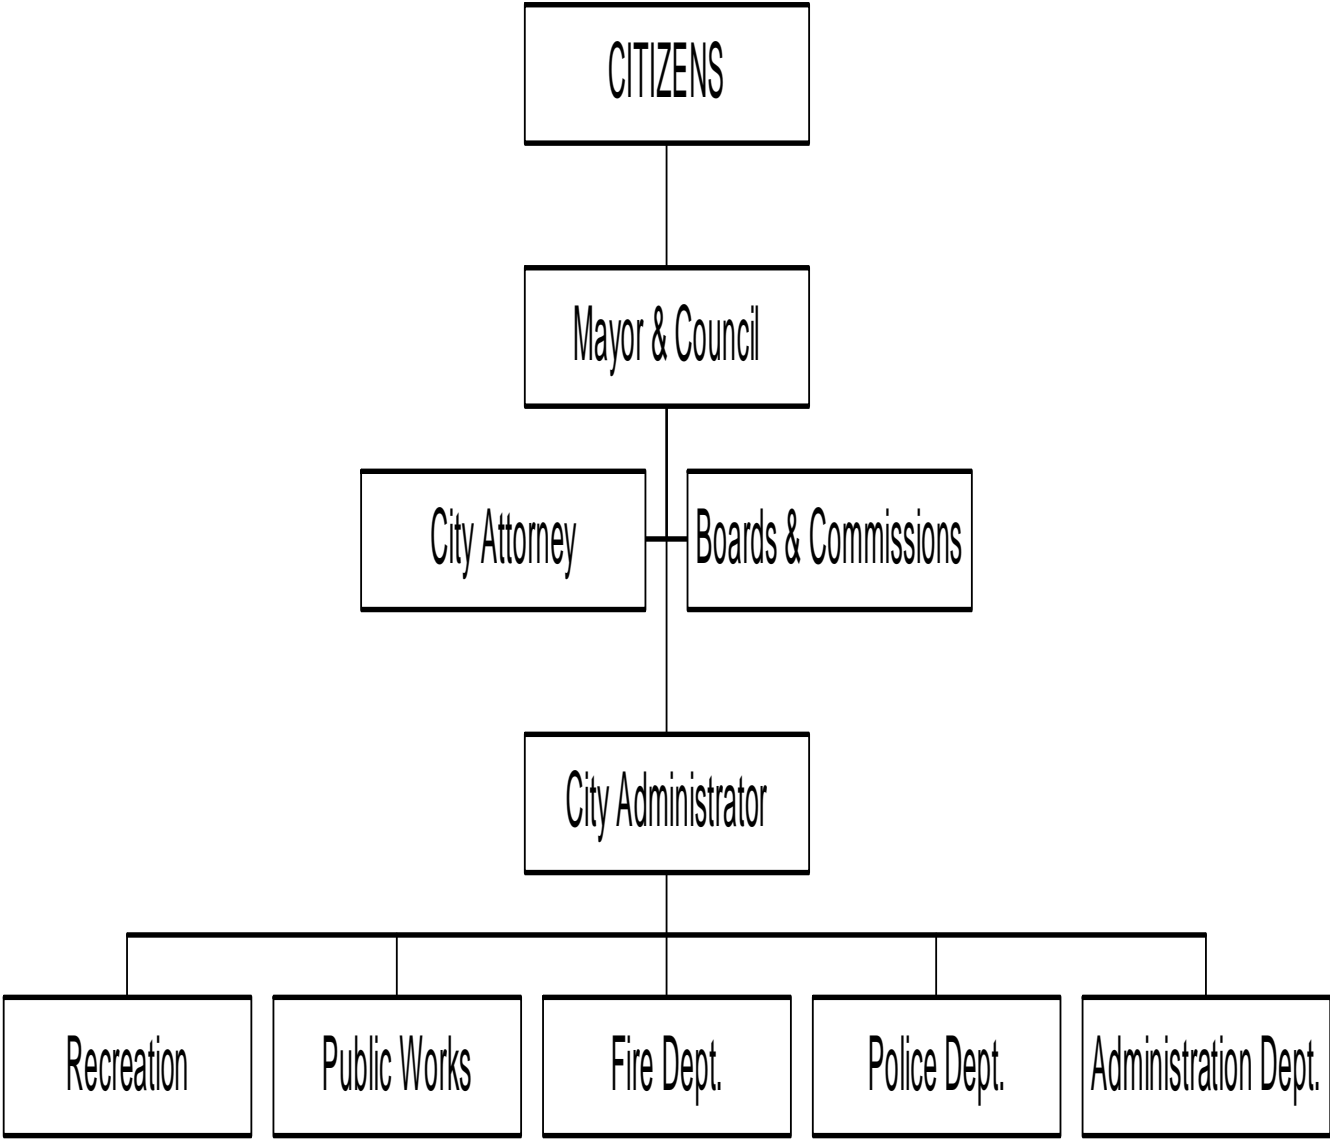 CITIZENS
Mayor & Council
City Attorney
Boards & Commissions
City Administrator
Recreation
Public Works
Fire Dept.
Police Dept.
Administration Dept.